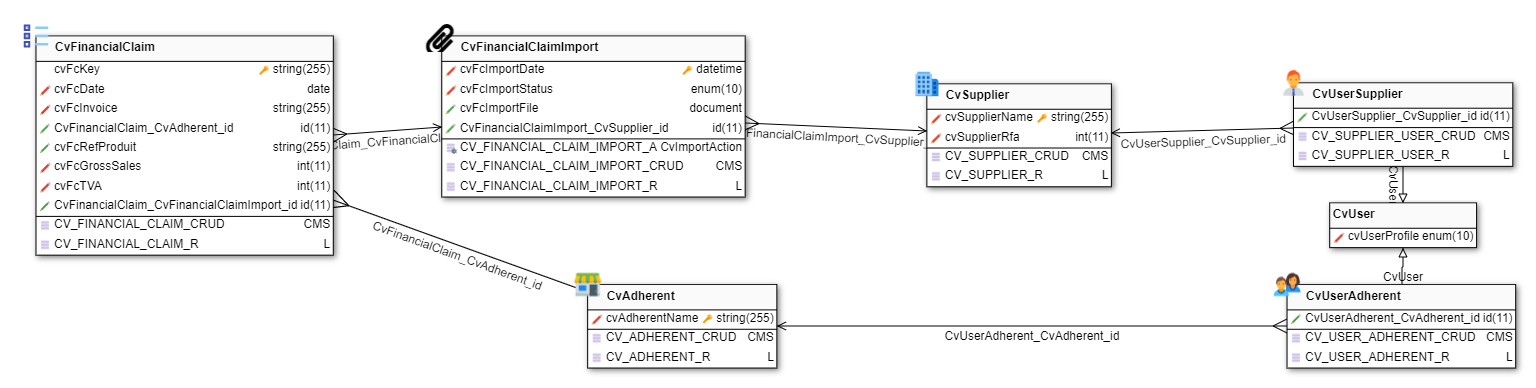 CvFinancialClaim
cvFcKey string(255)
cvFcDate date
cvFcInvoice string(255)
CvFinancialClaim_CvAdherent_id id(11)
cvFcRefProduit string(255)
cvFcGrossSales int(11)
cvFcTVA int(11)
CvFinancialClaim_CvFinancialClaimImport_id id(11)
CV_FINANCIAL_CLAIM_CRUD CMS
CV_FINANCIAL_CLAIM_R L
Claim_CvFinancialCl
CvFinancialClaimImport
cvFcImportDate datetime
cvFcImportStatus enum(10)
cvFcImportFile document
CvFinancialClaimImport_CvSupplier_id id(11)
CV_FINANCIAL_CLAIM_IMPORT_A CvImportAction
CV_FINANCIAL_CLAIM_IMPORT_CRUD CMS
CV_FINANCIAL_CLAIM_IMPORT_R L
FinancialClaimImport_CvSupplier
CvSupplier
cvSupplierName string(255)
cvSupplierRfa int(11)
CV_SUPPLIER_CRUD CMS
CV_SUPPLIER_R L
CvUserSupplier_CvSupplier_id
CvUserSupplier
CvUserSupplier_CvSupplier_id id(11)
CV_SUPPLIER_USER_CRUD CMS
CV_SUPPLIER_USER_R L
CvUse
CvUser
cvUserProfile enum(10)
CvUser
CvFinancialClaim_CvAdherent_id
CvAdherent
cvAdherentName string(255)
CV_ADHERENT_CRUD CMS
CV_ADHERENT_R L
CvUserAdherent_CvAdherent_id
CvUserAdherent
CvUserAdherent_CvAdherent_id id(11)
CV_USER_ADHERENT_CRUD CMS
CV_USER_ADHERENT_R L